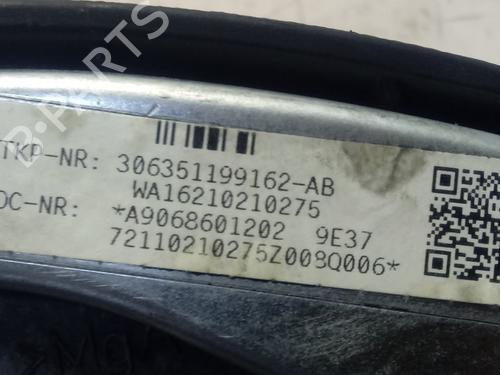 B-PARTS
TKP-NR: 306351199162-AB
WA16210210275
DC-NR: *A9068601202 9E37
72110210275Z008Q006*